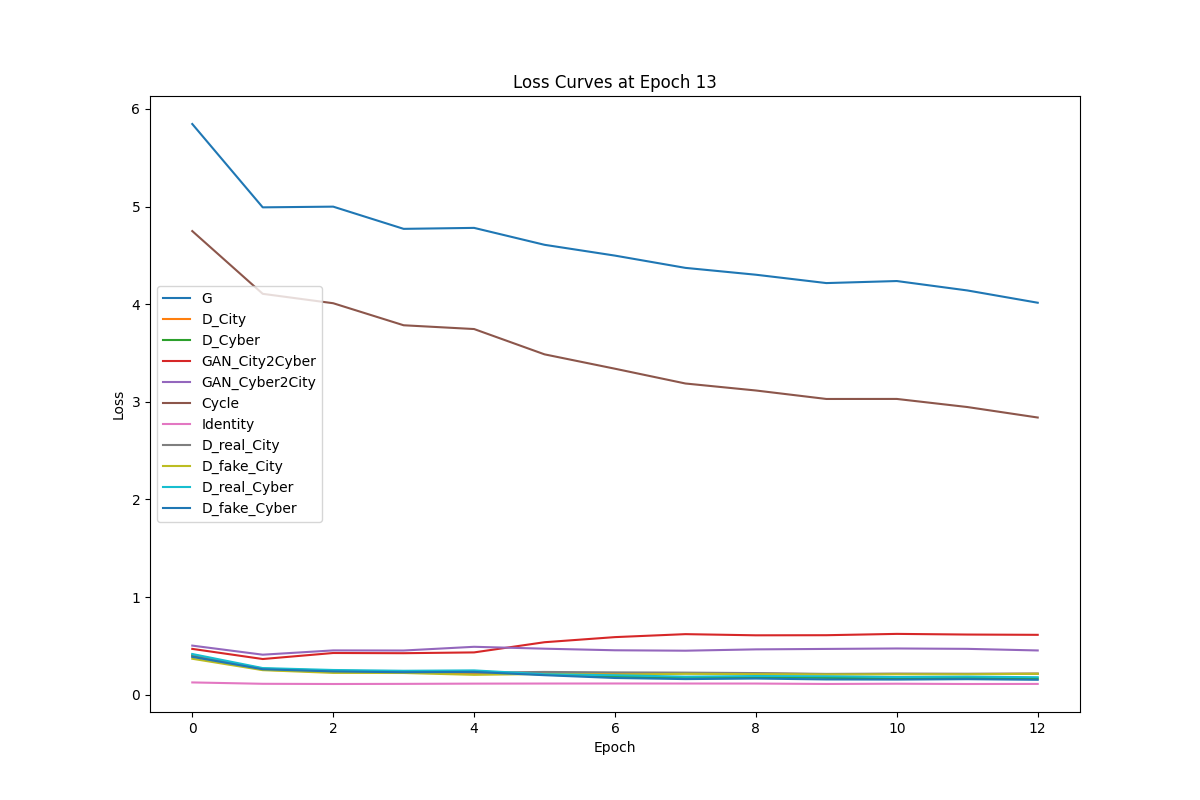 Loss Curves at Epoch 13
6
5
4
3
2
1
0
Loss
G
D_City
D_Cyber
GAN_City2Cyber
GAN_Cyber2City
Cycle
Identity
D_real_City
D_fake_City
D_real_Cyber
D_fake_Cyber
0 2 4 6 8 10 12
Epoch